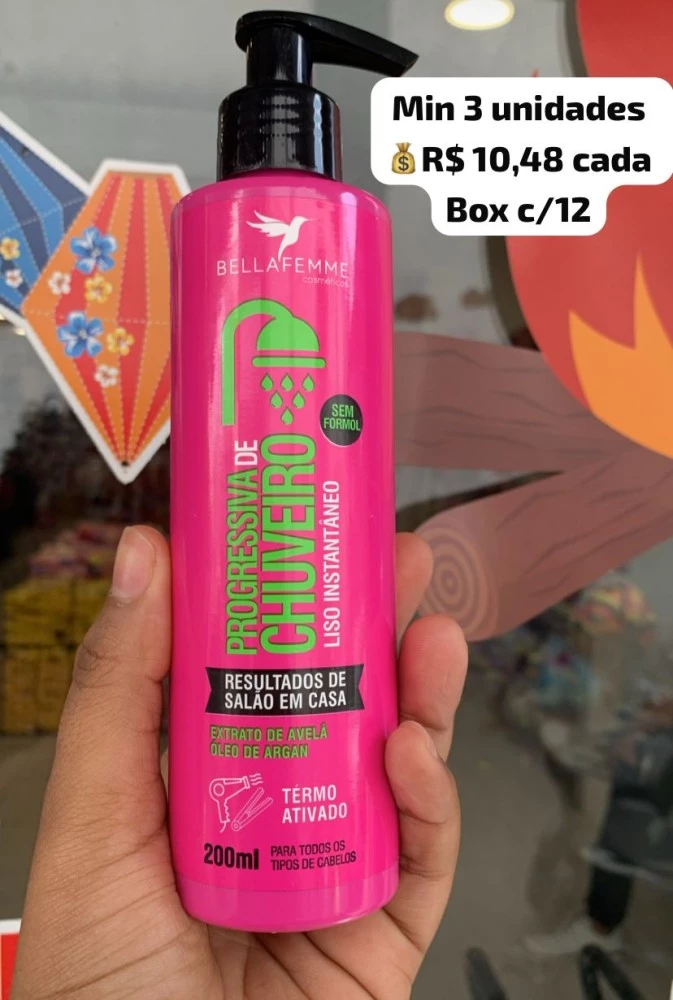 Min 3 unidades
💰R$ 10,48 cada
Box c/12
BELLAFEMME
cosméticos
SEM
FORMOL
PROGRESSIVA DE
CHUVEIRO
LISO INSTANTÂNEO
RESULTADOS DE
SALÃO EM CASA
EXTRATO DE AVELÃ
ÓLEO DE ARGAN
TÉRMO
ATIVADO
200ml PARA TODOS OS
TIPOS DE CABELOS